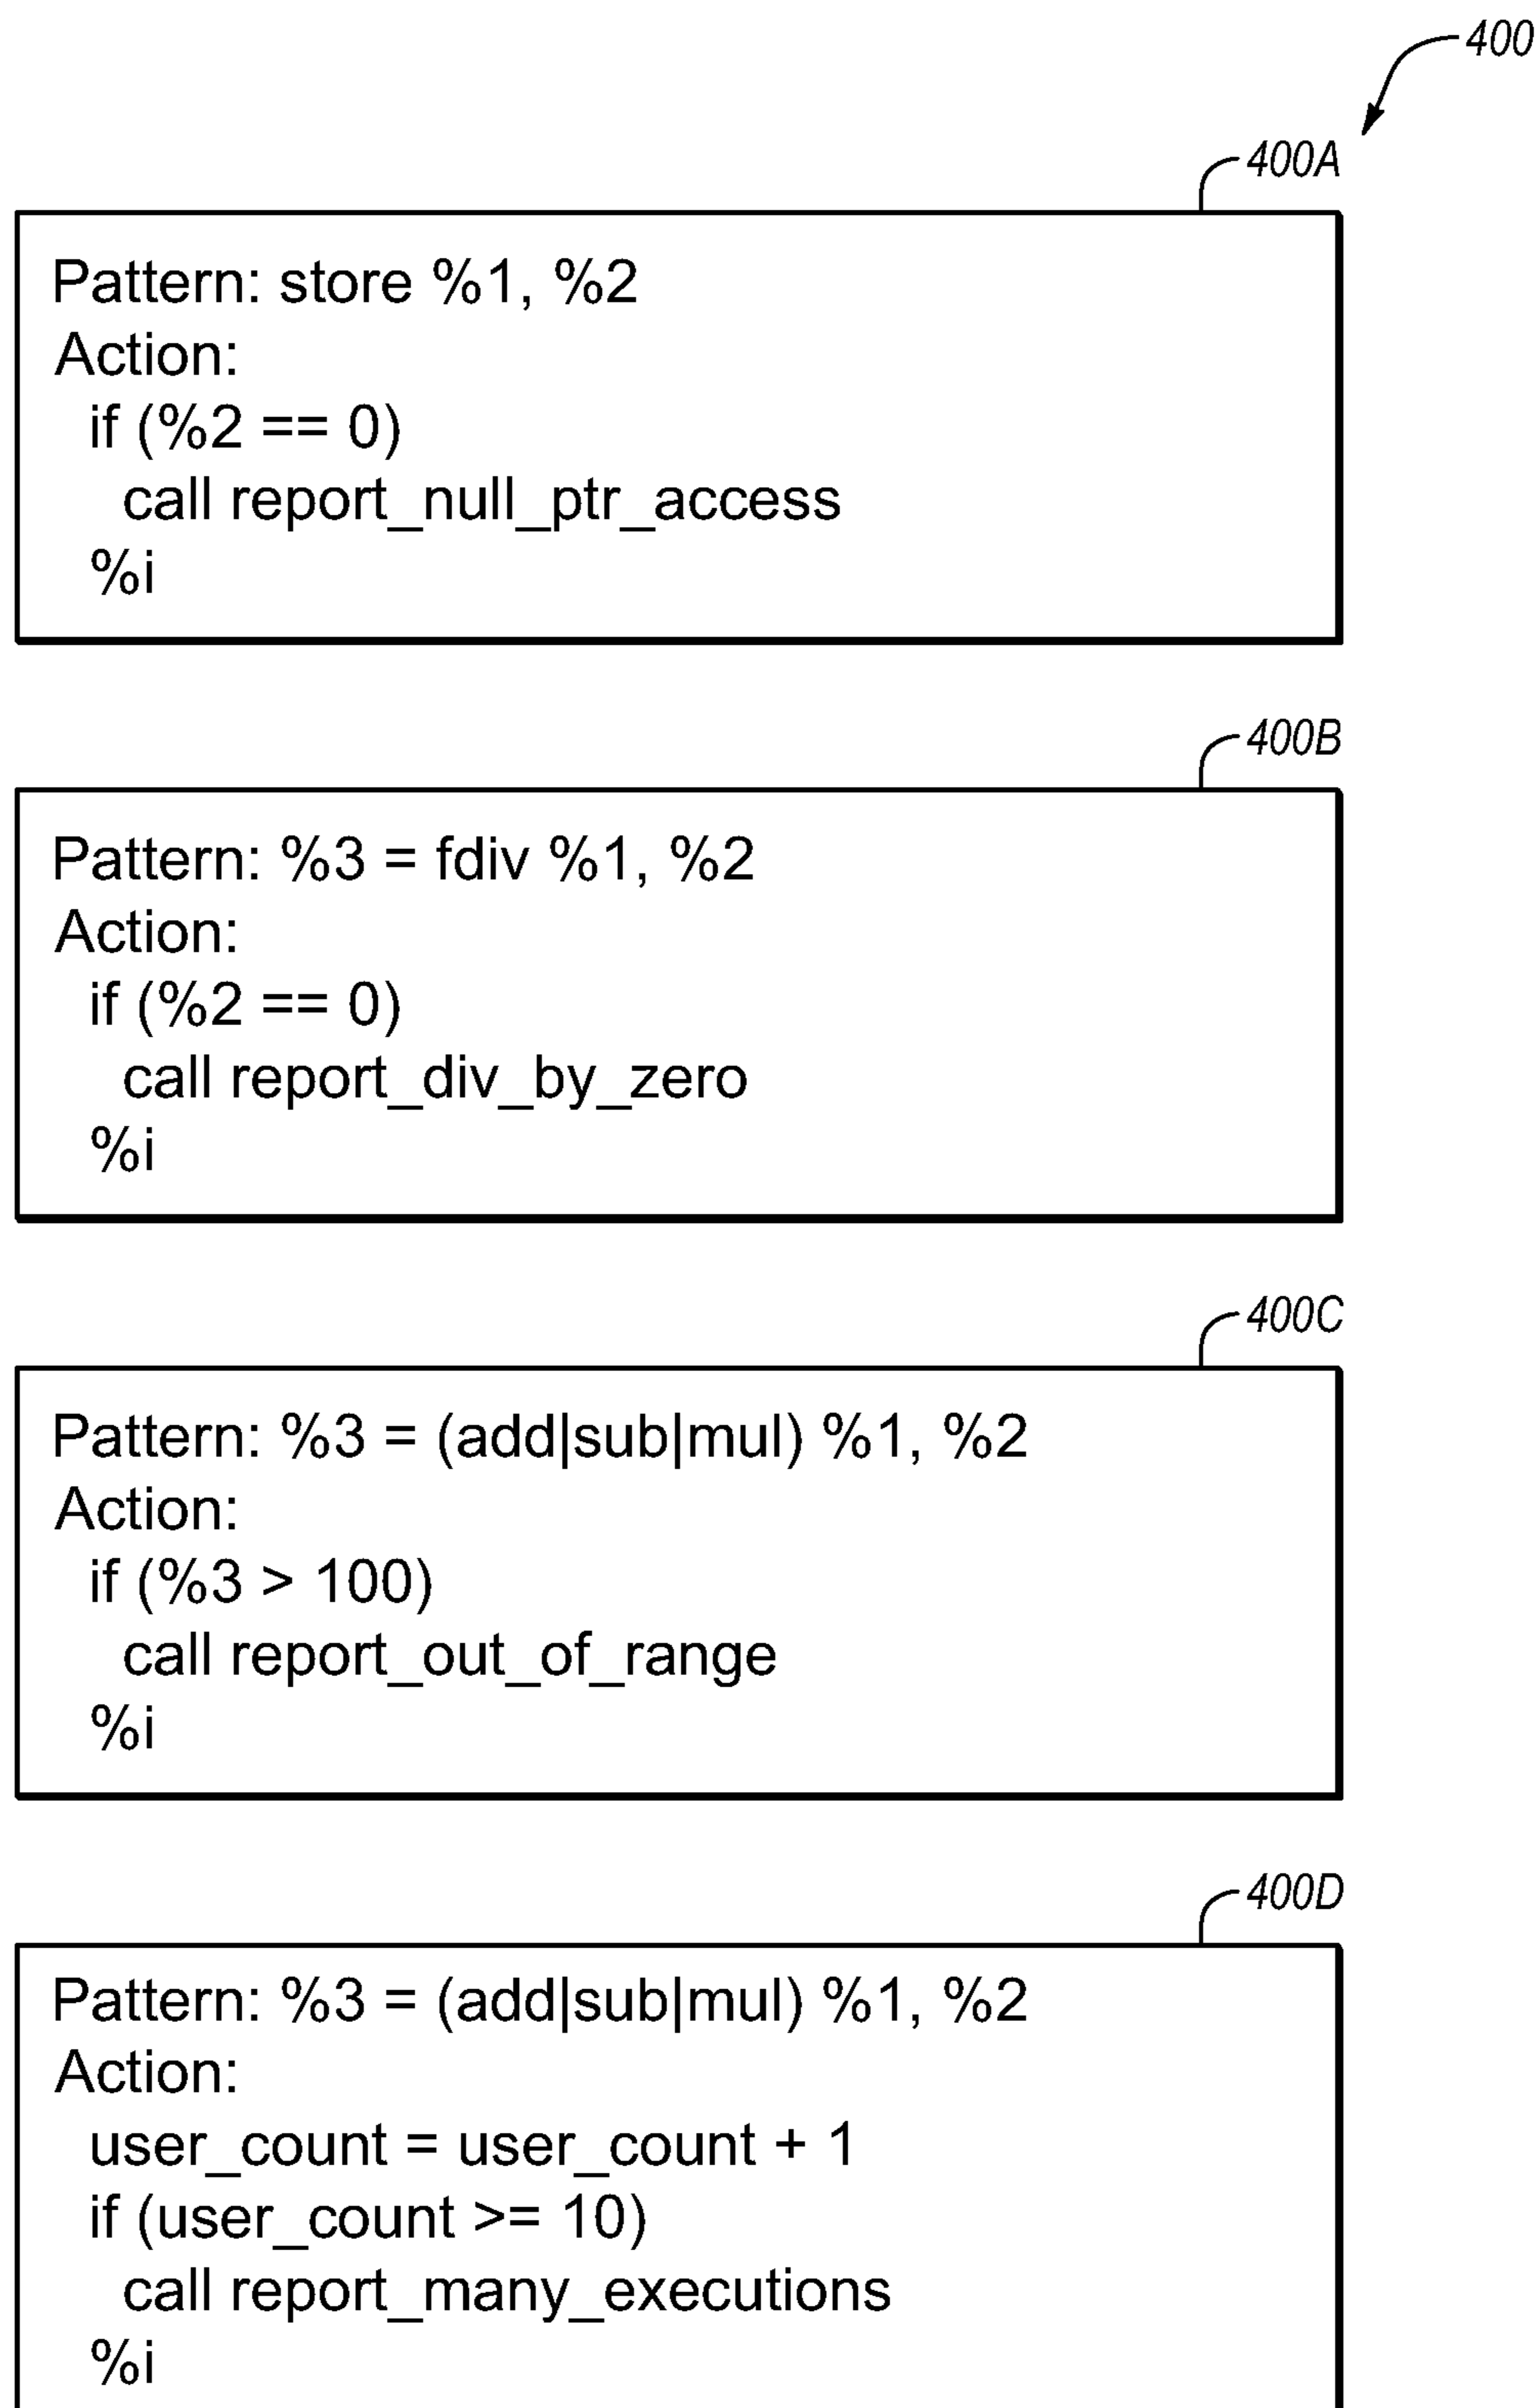 400
400A
Pattern: store %1, %2
Action:
if (%2 == 0)
call report_null_ptr_access
%i
400B
Pattern: %3 = fdiv %1, %2
Action:
if (%2 == 0)
call report_div_by_zero
%i
400C
Pattern: %3 = (add|sub|mul) %1, %2
Action:
if (%3 > 100)
call report_out_of_range
%i
400D
Pattern: %3 = (add|sub|mul) %1, %2
Action:
user_count = user_count + 1
if (user_count >= 10)
call report_many_executions
%i